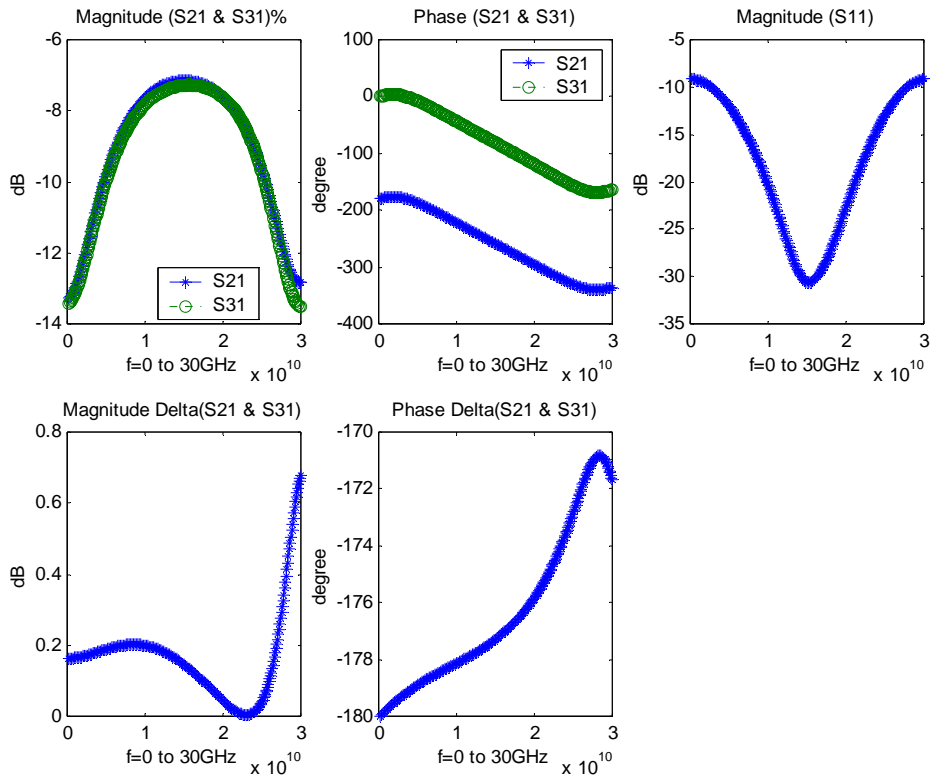 Magnitude (S21 & S31)%
-6
-8
-10
-12
-14
dB
S21
S31
0
1
2
3
f=0 to 30GHz
x 10^10
Phase (S21 & S31)
100
0
-100
-200
-300
-400
degree
S21
S31
0
1
2
3
f=0 to 30GHz
x 10^10
Magnitude (S11)
-5
-10
-15
-20
-25
-30
-35
dB
0
1
2
3
f=0 to 30GHz
x 10^10
Magnitude Delta(S21 & S31)
0.8
0.6
0.4
0.2
0
dB
0
1
2
3
f=0 to 30GHz
x 10^10
Phase Delta(S21 & S31)
-170
-172
-174
-176
-178
-180
degree
0
1
2
3
f=0 to 30GHz
x 10^10